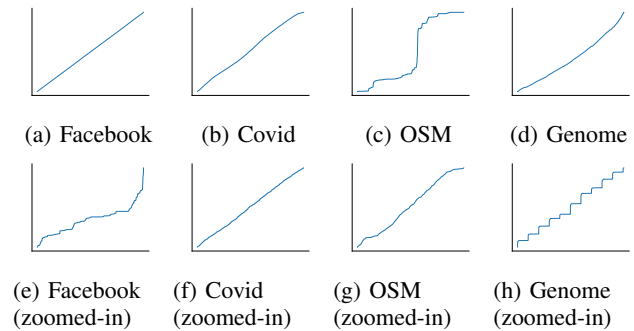 (a) Facebook (b) Covid (c) OSM (d) Genome
(e) Facebook (f) Covid (g) OSM (h) Genome
(zoomed-in) (zoomed-in) (zoomed-in) (zoomed-in)